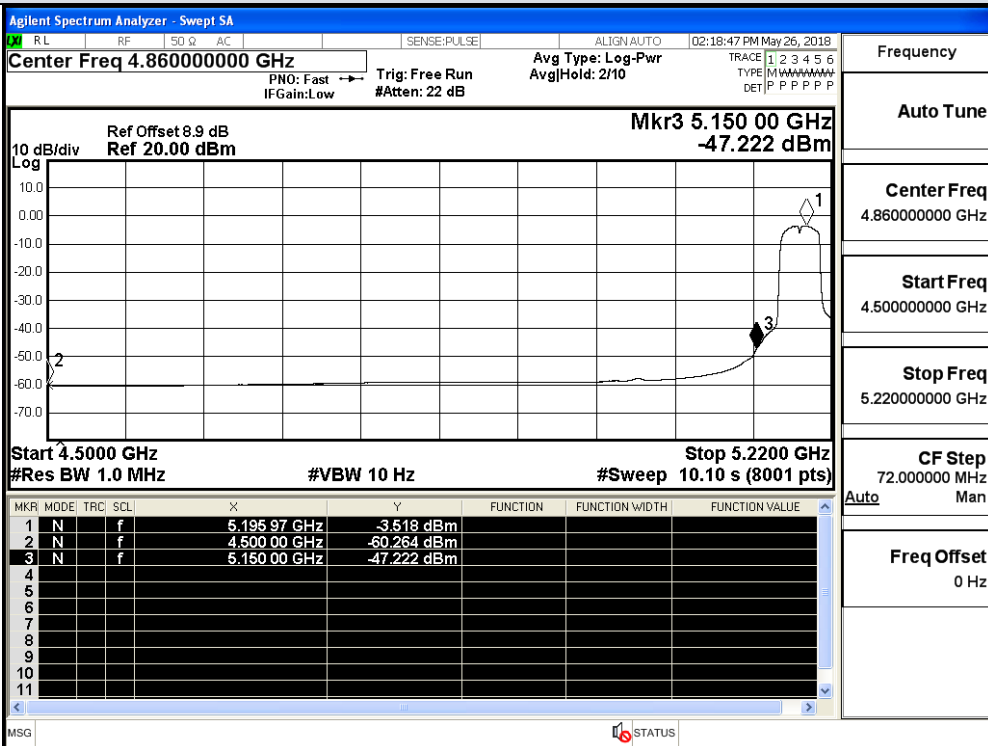 Agilent Spectrum Analyzer - Swept SA
LXI RL RF 50 Ω AC SENSE:PULSE ALIGN AUTO 02:18:47 PM May 26, 2018
Center Freq 4.860000000 GHz
PNO: Fast
IFGain:Low
Trig: Free Run
#Atten: 22 dB
Avg Type: Log-Pwr
Avg|Hold: 2/10
TRACE 1 2 3 4 5 6
TYPE M WWWWW
DET P P P P P P
Mkr3 5.150 00 GHz
-47.222 dBm
Ref Offset 8.9 dB
10 dB/div Ref 20.00 dBm
Log
10.0
0.00
-10.0
-20.0
-30.0
-40.0
-50.0
-60.0
-70.0
1
2
3
Start 4.5000 GHz Stop 5.2200 GHz
#Res BW 1.0 MHz #VBW 10 Hz #Sweep 10.10 s (8001 pts)
MKR MODE TRC SCL X Y FUNCTION FUNCTION WIDTH FUNCTION VALUE
1 N f 5.195 97 GHz -3.518 dBm
2 N f 4.500 00 GHz -60.264 dBm
3 N f 5.150 00 GHz -47.222 dBm
4
5
6
7
8
9
10
11
MSG STATUS
Frequency
Auto Tune
Center Freq
4.860000000 GHz
Start Freq
4.500000000 GHz
Stop Freq
5.220000000 GHz
CF Step
72.000000 MHz
Auto Man
Freq Offset
0 Hz